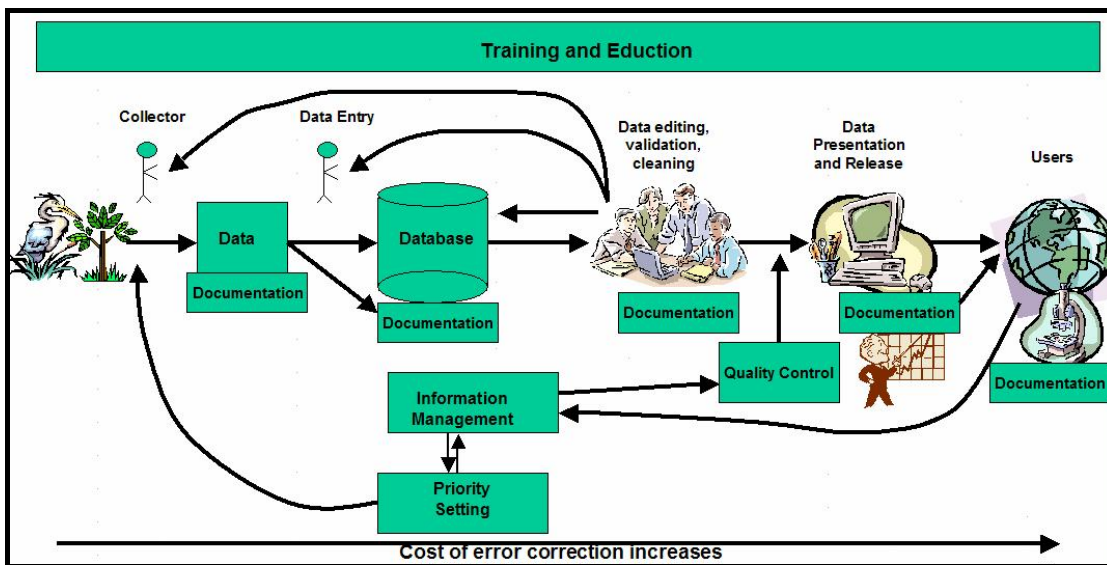 Training and Eduction
Collector
Data Entry
Data editing,
validation,
cleaning
Data
Presentation
and Release
Users
Data
Database
Documentation
Documentation
Documentation
Documentation
Documentation
Quality Control
Information
Management
Priority
Setting
Cost of error correction increases